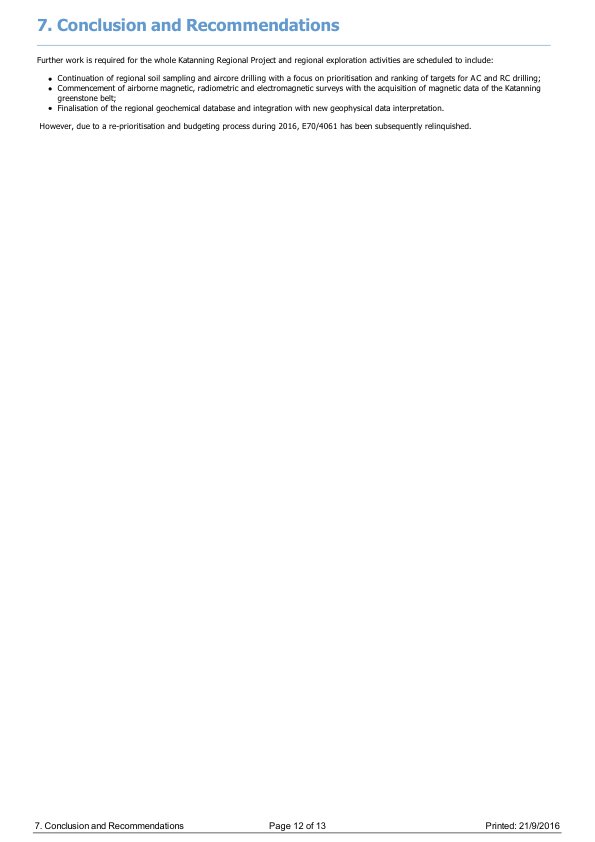 7. Conclusion and Recommendations
Further work is required for the whole Katanning Regional Project and regional exploration activities are scheduled to include:
• Continuation of regional soil sampling and aircore drilling with a focus on prioritisation and ranking of targets for AC and RC drilling;
• Commencement of airborne magnetic, radiometric and electromagnetic surveys with the acquisition of magnetic data of the Katanning
greenstone belt;
• Finalisation of the regional geochemical database and integration with new geophysical data interpretation.
However, due to a re-prioritisation and budgeting process during 2016, E70/4061 has been subsequently relinquished.
7. Conclusion and Recommendations Page 12 of 13 Printed: 21/9/2016